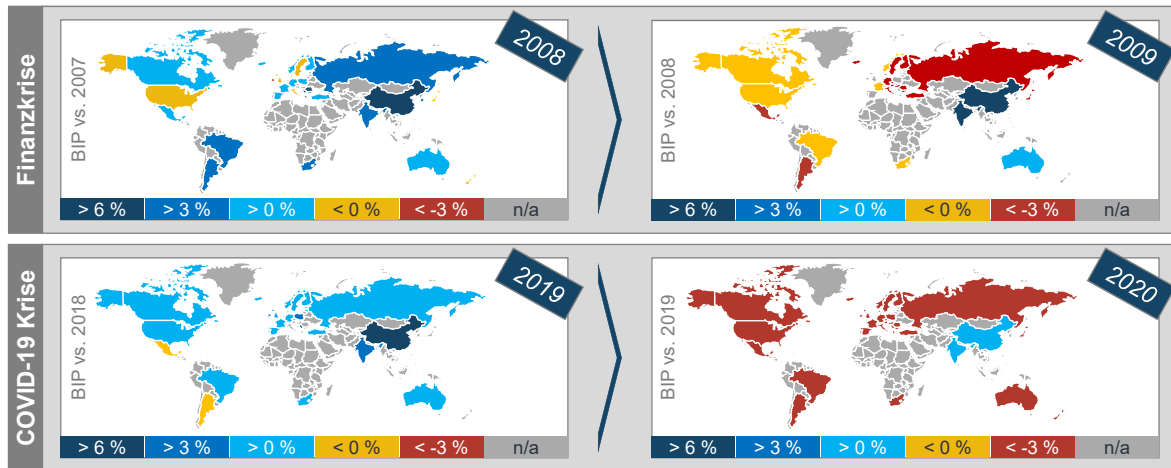 Finanzkrise
BIP vs. 2007
2008
> 6 % > 3 % > 0 % < 0 % < -3 % n/a
BIP vs. 2008
2009
> 6 % > 3 % > 0 % < 0 % < -3 % n/a
COVID-19 Krise
BIP vs. 2018
2019
> 6 % > 3 % > 0 % < 0 % < -3 % n/a
BIP vs. 2019
2020
> 6 % > 3 % > 0 % < 0 % < -3 % n/a